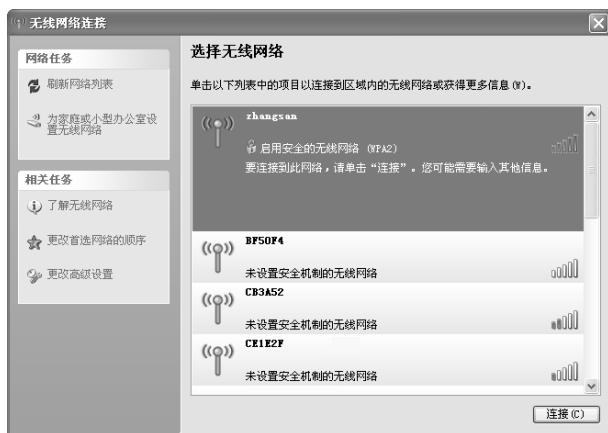 无线网络连接
网络任务
刷新网络列表
为家庭或小型办公室设
置无线网络
相关任务
了解无线网络
更改首选网络的顺序
更改高级设置
选择无线网络
单击以下列表中的项目以连接到区域内的无线网络或获得更多信息(W)。
zhangsan
启用安全的无线网络 (WPA2)
要连接到此网络，请单击“连接”。您可能需要输入其他信息。
BF50F4
未设置安全机制的无线网络
CB3A52
未设置安全机制的无线网络
CE1E2F
未设置安全机制的无线网络
连接(C)